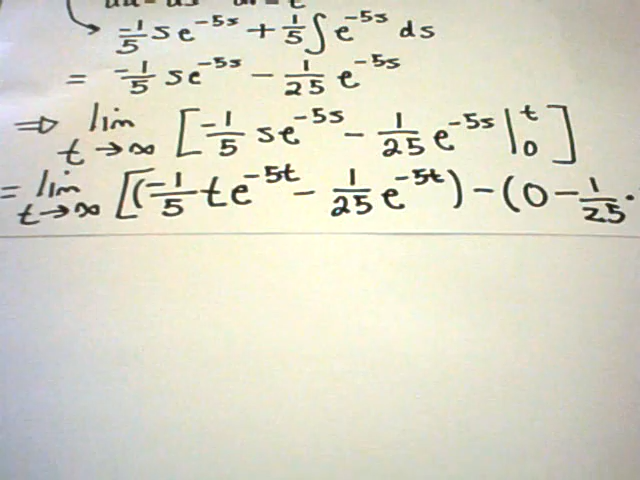 -1/5 se^-5s + 1/5 ∫ e^-5s ds
= -1/5 se^-5s - 1/25 e^-5s
⇒ lim t→∞ [ -1/5 se^-5s - 1/25 e^-5s |_0^t ]
= lim t→∞ [(-1/5 te^-5t - 1/25 e^-5t) - (0 - 1/25 ·